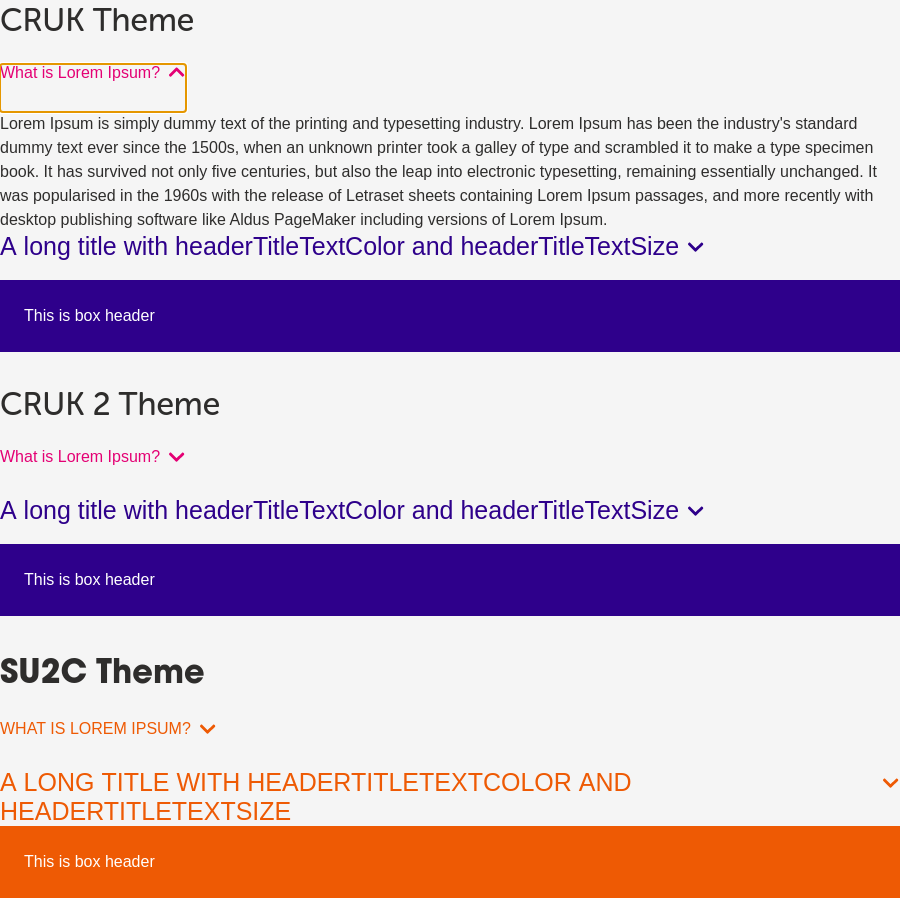 CRUK Theme
What is Lorem Ipsum?
Lorem Ipsum is simply dummy text of the printing and typesetting industry. Lorem Ipsum has been the industry's standard
dummy text ever since the 1500s, when an unknown printer took a galley of type and scrambled it to make a type specimen
book. It has survived not only five centuries, but also the leap into electronic typesetting, remaining essentially unchanged. It
was popularised in the 1960s with the release of Letraset sheets containing Lorem Ipsum passages, and more recently with
desktop publishing software like Aldus PageMaker including versions of Lorem Ipsum.
A long title with headerTitleTextColor and headerTitleTextSize
This is box header
CRUK 2 Theme
What is Lorem Ipsum?
A long title with headerTitleTextColor and headerTitleTextSize
This is box header
SU2C Theme
WHAT IS LOREM IPSUM?
A LONG TITLE WITH HEADERTITLETEXTCOLOR AND
HEADERTITLETEXTSIZE
This is box header